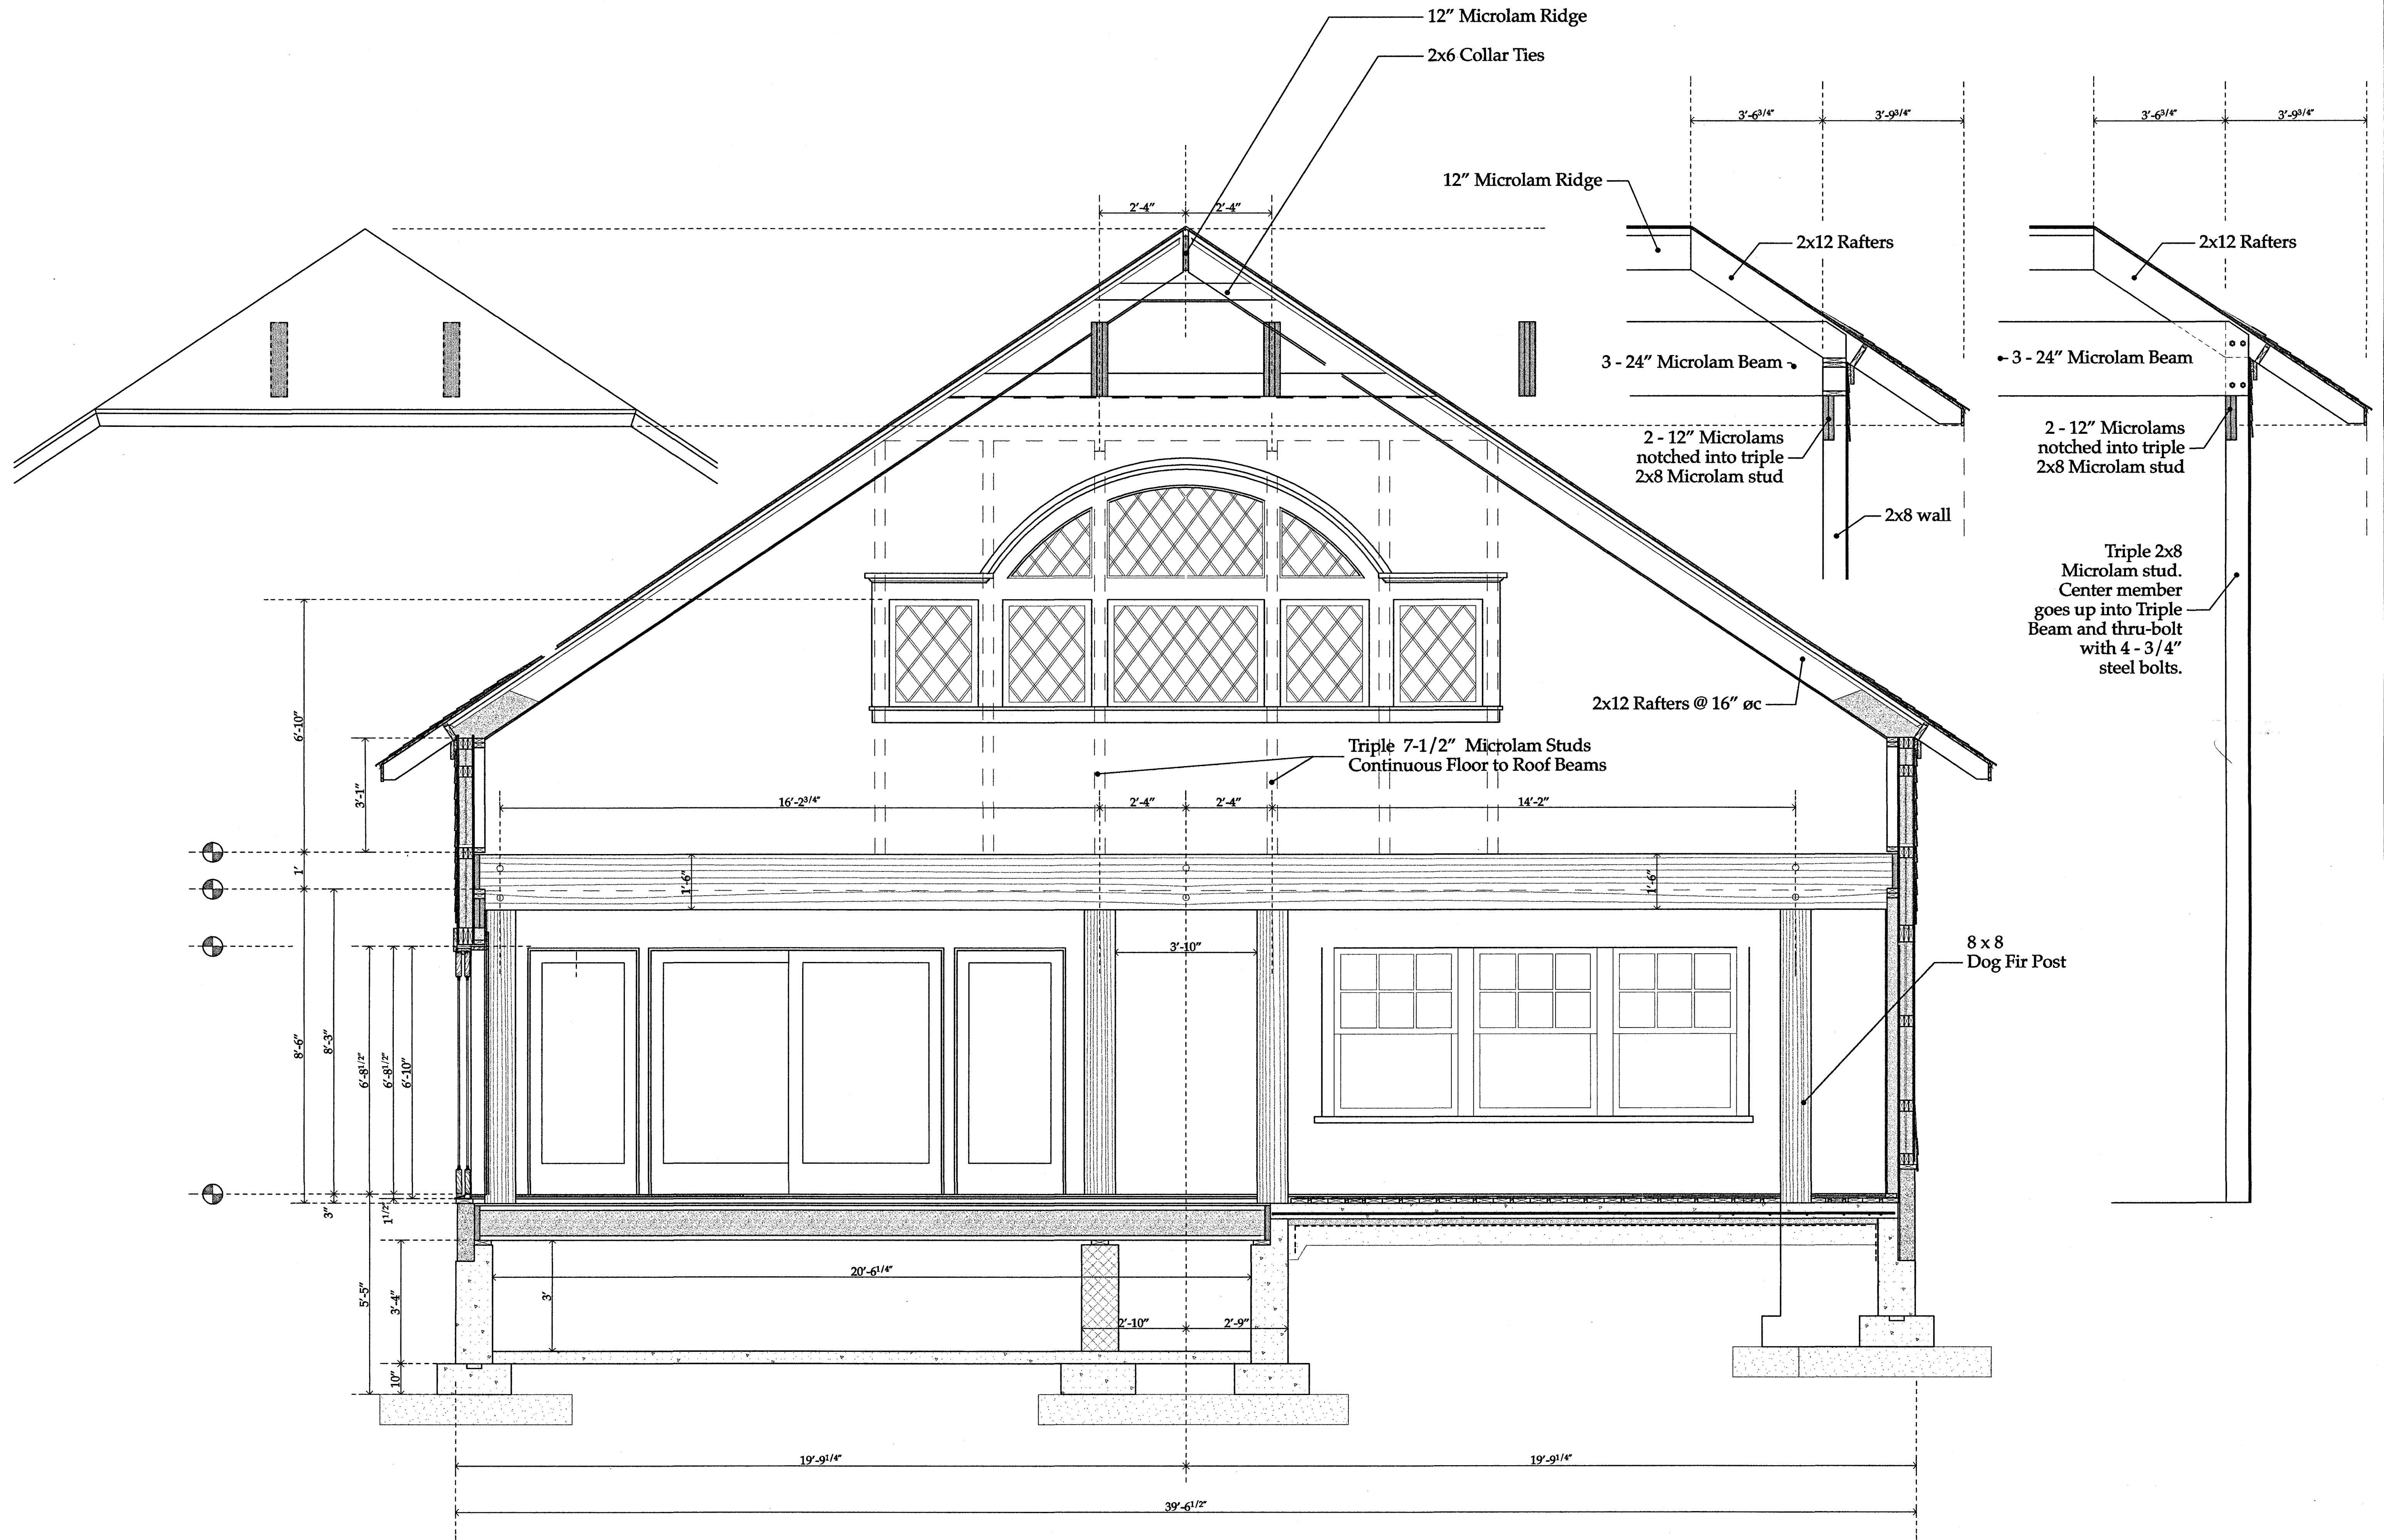 12" Microlam Ridge
2x6 Collar Ties
3'-6 3/4"
3'-9 3/4"
3'-6 3/4"
3'-9 3/4"
12" Microlam Ridge
2'-4"
2'-4"
2x12 Rafters
2x12 Rafters
3 - 24" Microlam Beam
3 - 24" Microlam Beam
2 - 12" Microlams
notched into triple
2x8 Microlam stud
2 - 12" Microlams
notched into triple
2x8 Microlam stud
2x8 wall
Triple 2x8
Microlam stud.
Center member
goes up into Triple
Beam and thru-bolt
with 4 - 3/4"
steel bolts.
2x12 Rafters @ 16" øc
6'-10"
Triple 7-1/2" Microlam Studs
Continuous Floor to Roof Beams
3'-1"
16'-2 3/4"
2'-4"
2'-4"
14'-2"
1'
1'-6"
1'-6"
3'-10"
8 x 8
Dog Fir Post
8'-6"
8'-3"
6'-8 1/2"
6'-8 1/2"
6'-10"
3"
1 1/2"
20'-6 1/4"
5'-5"
3'-4"
3'
2'-10"
2'-9"
10"
19'-9 1/4"
19'-9 1/4"
39'-6 1/2"